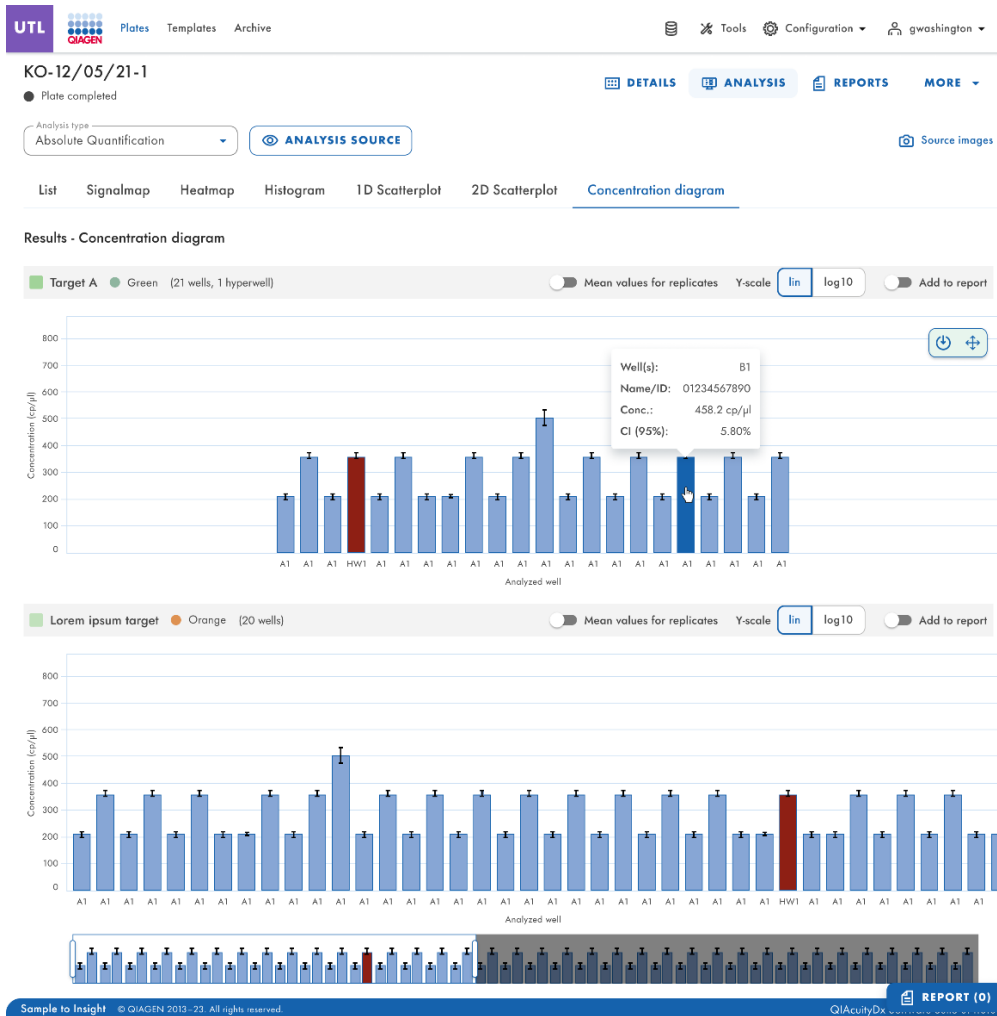 UTL
QIAGEN
Plates Templates Archive Tools Configuration gwashington
KO-12/05/21-1
Plate completed
DETAILS ANALYSIS REPORTS MORE
Analysis type
Absolute Quantification
ANALYSIS SOURCE
Source images
List Signalmap Heatmap Histogram 1D Scatterplot 2D Scatterplot Concentration diagram
Results - Concentration diagram
Target A Green (21 wells, 1 hyperwell) Mean values for replicates Y-scale lin log10 Add to report
Concentration (cp/µl)
800
700
600
500
400
300
200
100
0
Well(s): B1
Name/ID: 01234567890
Conc.: 458.2 cp/µl
CI (95%): 5.80%
A1 A1 A1 HW1 A1 A1 A1 A1 A1 A1 A1 A1 A1 A1 A1 A1 A1 A1 A1 A1 A1 A1
Analyzed well
Lorem ipsum target Orange (20 wells) Mean values for replicates Y-scale lin log10 Add to report
Concentration (cp/µl)
800
700
600
500
400
300
200
100
0
A1 A1 A1 A1 A1 A1 A1 A1 A1 A1 A1 A1 A1 A1 A1 A1 A1 A1 A1 A1 A1 A1 A1 A1 A1 A1 A1 A1 A1 A1 HW1 A1 A1 A1 A1 A1 A1 A1 A1
Analyzed well
REPORT (0)
Sample to Insight © QIAGEN 2013–23. All rights reserved. QIAcuityDx